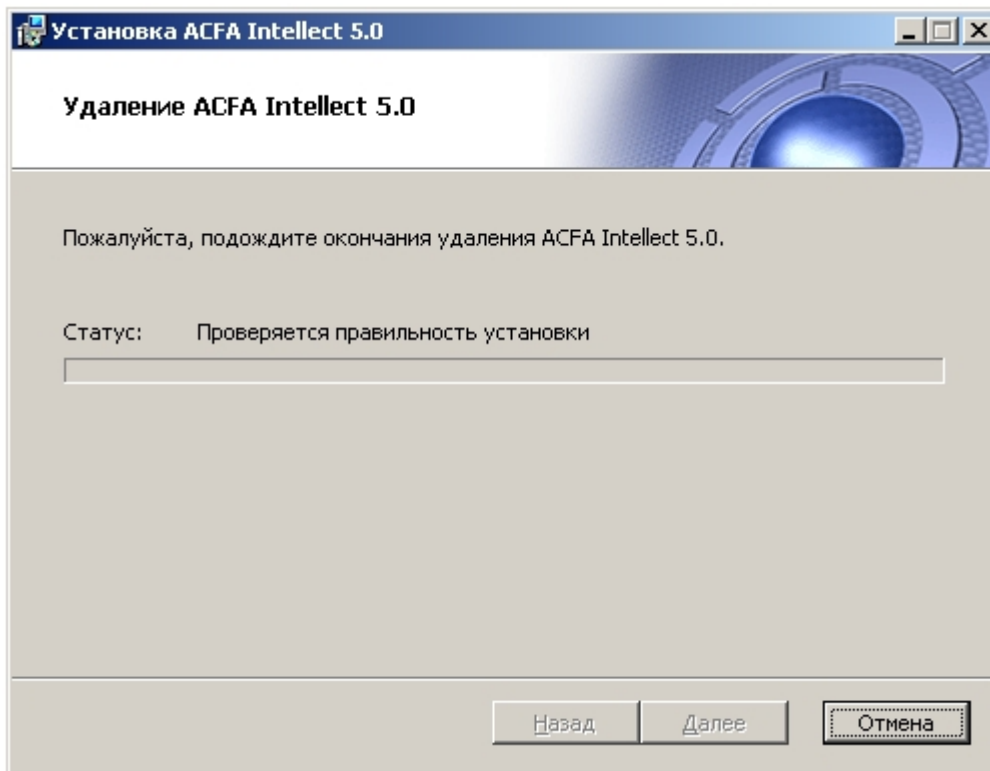 Установка ACFA Intellect 5.0
Удаление ACFA Intellect 5.0
Пожалуйста, подождите окончания удаления ACFA Intellect 5.0.
Статус: Проверяется правильность установки
Назад Далее Отмена